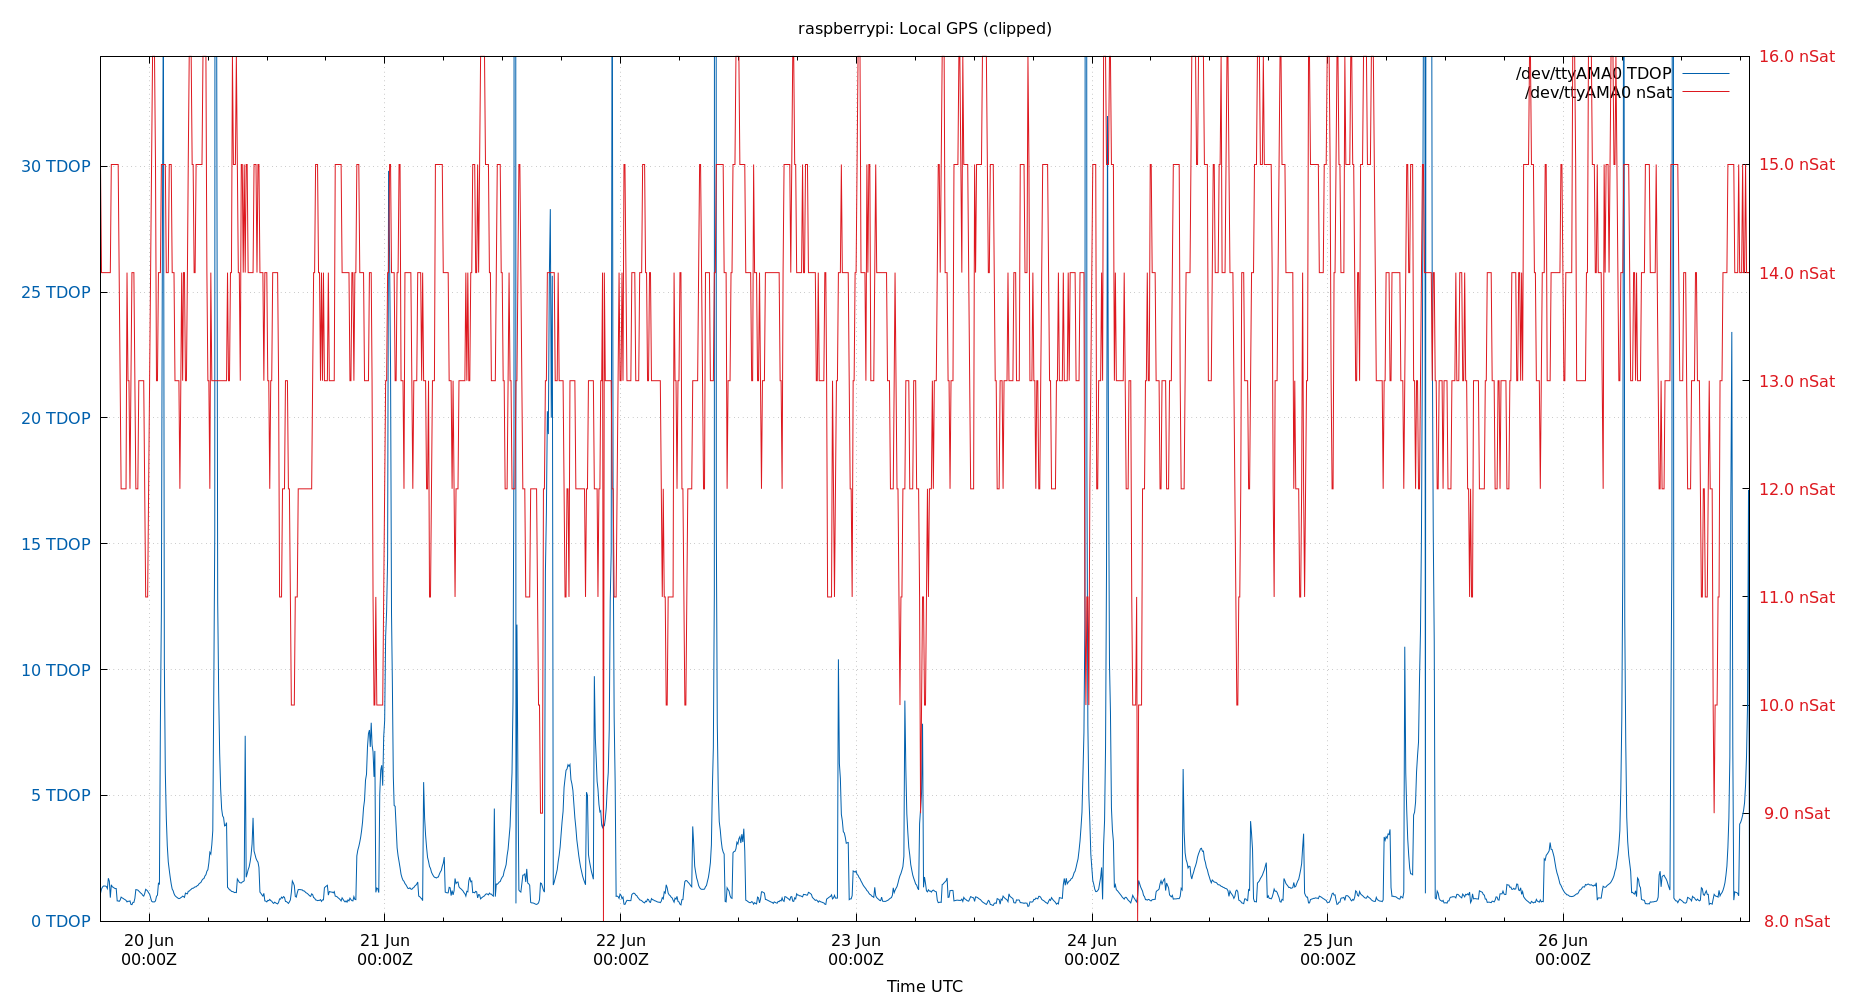 raspberrypi: Local GPS (clipped)
/dev/ttyAMA0 TDOP
/dev/ttyAMA0 nSat
30 TDOP
25 TDOP
20 TDOP
15 TDOP
10 TDOP
5 TDOP
0 TDOP
16.0 nSat
15.0 nSat
14.0 nSat
13.0 nSat
12.0 nSat
11.0 nSat
10.0 nSat
9.0 nSat
8.0 nSat
20 Jun
00:00Z
21 Jun
00:00Z
22 Jun
00:00Z
23 Jun
00:00Z
24 Jun
00:00Z
25 Jun
00:00Z
26 Jun
00:00Z
Time UTC